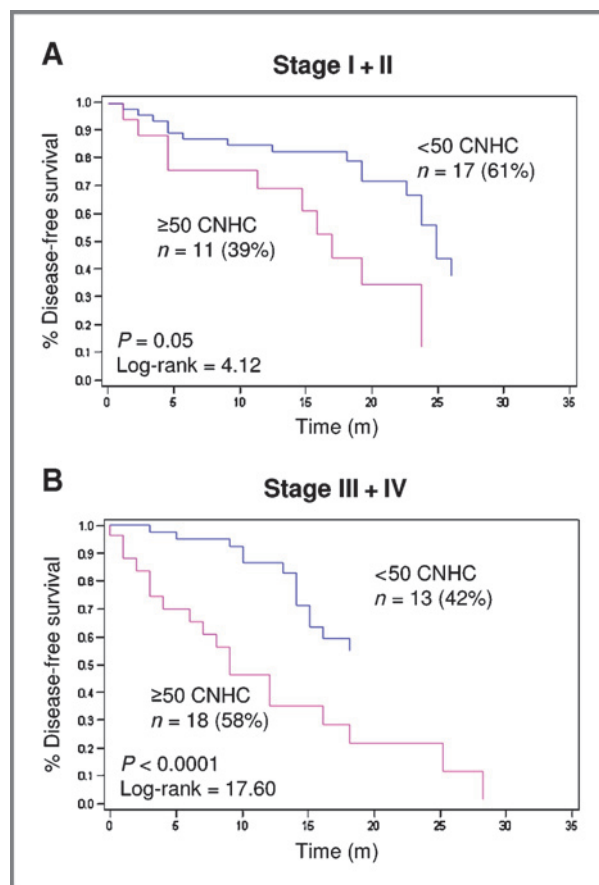 A
Stage I + II
% Disease-free survival
1.0
0.9
0.8
0.7
0.6
0.5
0.4
0.3
0.2
0.1
0.0
<50 CNHC
n = 17 (61%)
≥50 CNHC
n = 11 (39%)
P = 0.05
Log-rank = 4.12
0 5 10 15 20 25 30 35
Time (m)
B
Stage III + IV
% Disease-free survival
1.0
0.9
0.8
0.7
0.6
0.5
0.4
0.3
0.2
0.1
0.0
<50 CNHC
n = 13 (42%)
≥50 CNHC
n = 18 (58%)
P < 0.0001
Log-rank = 17.60
0 5 10 15 20 25 30 35
Time (m)